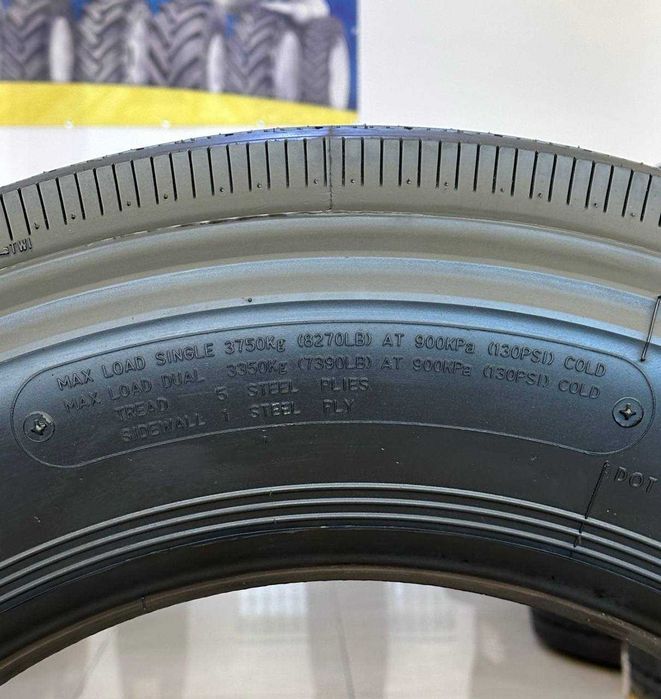 TWI
MAX LOAD SINGLE 3750Kg (8270LB) AT 900KPa (130PSI) COLD
MAX LOAD DUAL 3350Kg (7390LB) AT 900KPa (130PSI) COLD
TREAD 5 STEEL PLIES
SIDEWALL 1 STEEL PLY
DOT